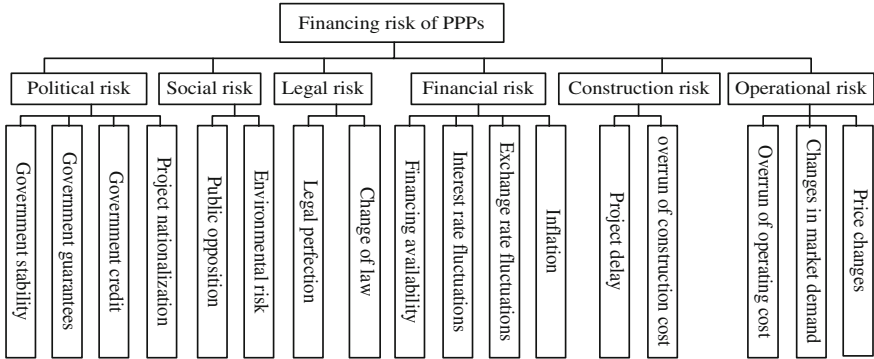 Financing risk of PPPs
Political risk
Social risk
Legal risk
Financial risk
Construction risk
Operational risk
Government stability
Government guarantees
Government credit
Project nationalization
Public opposition
Environmental risk
Legal perfection
Change of law
Financing availability
Interest rate fluctuations
Exchange rate fluctuations
Inflation
Project delay
overrun of construction cost
Overrun of operating cost
Changes in market demand
Price changes